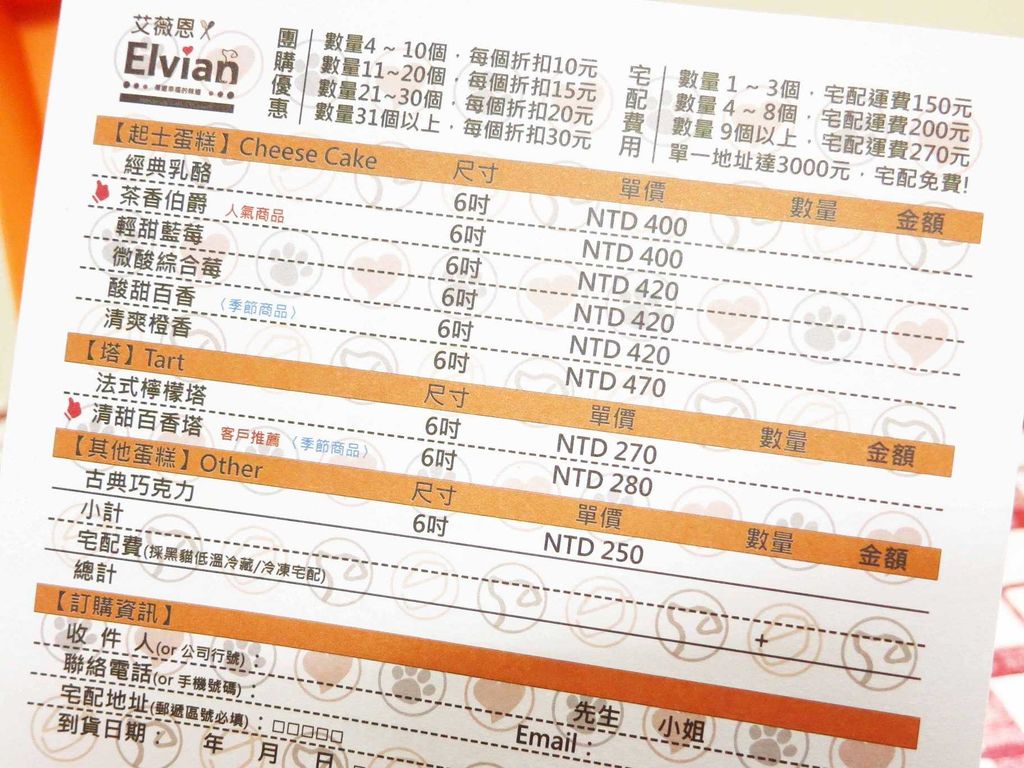 艾薇恩
Elvian
團購優惠
數量4~10個，每個折扣10元
數量11~20個，每個折扣15元
數量21~30個，每個折扣20元
數量31個以上，每個折扣30元
宅配費用
數量 1~3個，宅配運費150元
數量 4~8個，宅配運費200元
數量 9個以上，宅配運費270元
單一地址達3000元，宅配免費!
【起士蛋糕】Cheese Cake 尺寸 單價 數量 金額
經典乳酪 6吋 NTD 400
茶香伯爵 人氣商品 6吋 NTD 400
輕甜藍莓 6吋 NTD 420
微酸綜合莓 6吋 NTD 420
酸甜百香〈季節商品〉 6吋 NTD 420
清爽橙香 6吋 NTD 470
【塔】Tart 尺寸 單價 數量 金額
法式檸檬塔 6吋 NTD 270
清甜百香塔 客戶推薦〈季節商品〉 6吋 NTD 280
【其他蛋糕】Other 尺寸 單價 數量 金額
古典巧克力 6吋 NTD 250
小計
宅配費(採黑貓低溫冷藏/冷凍宅配) +
總計
【訂購資訊】
收 件 人(or 公司行號)： 先生 小姐
聯絡電話(or 手機號碼)： Email：
宅配地址(郵遞區號必填)：□□□□□
到貨日期： 年 月 日